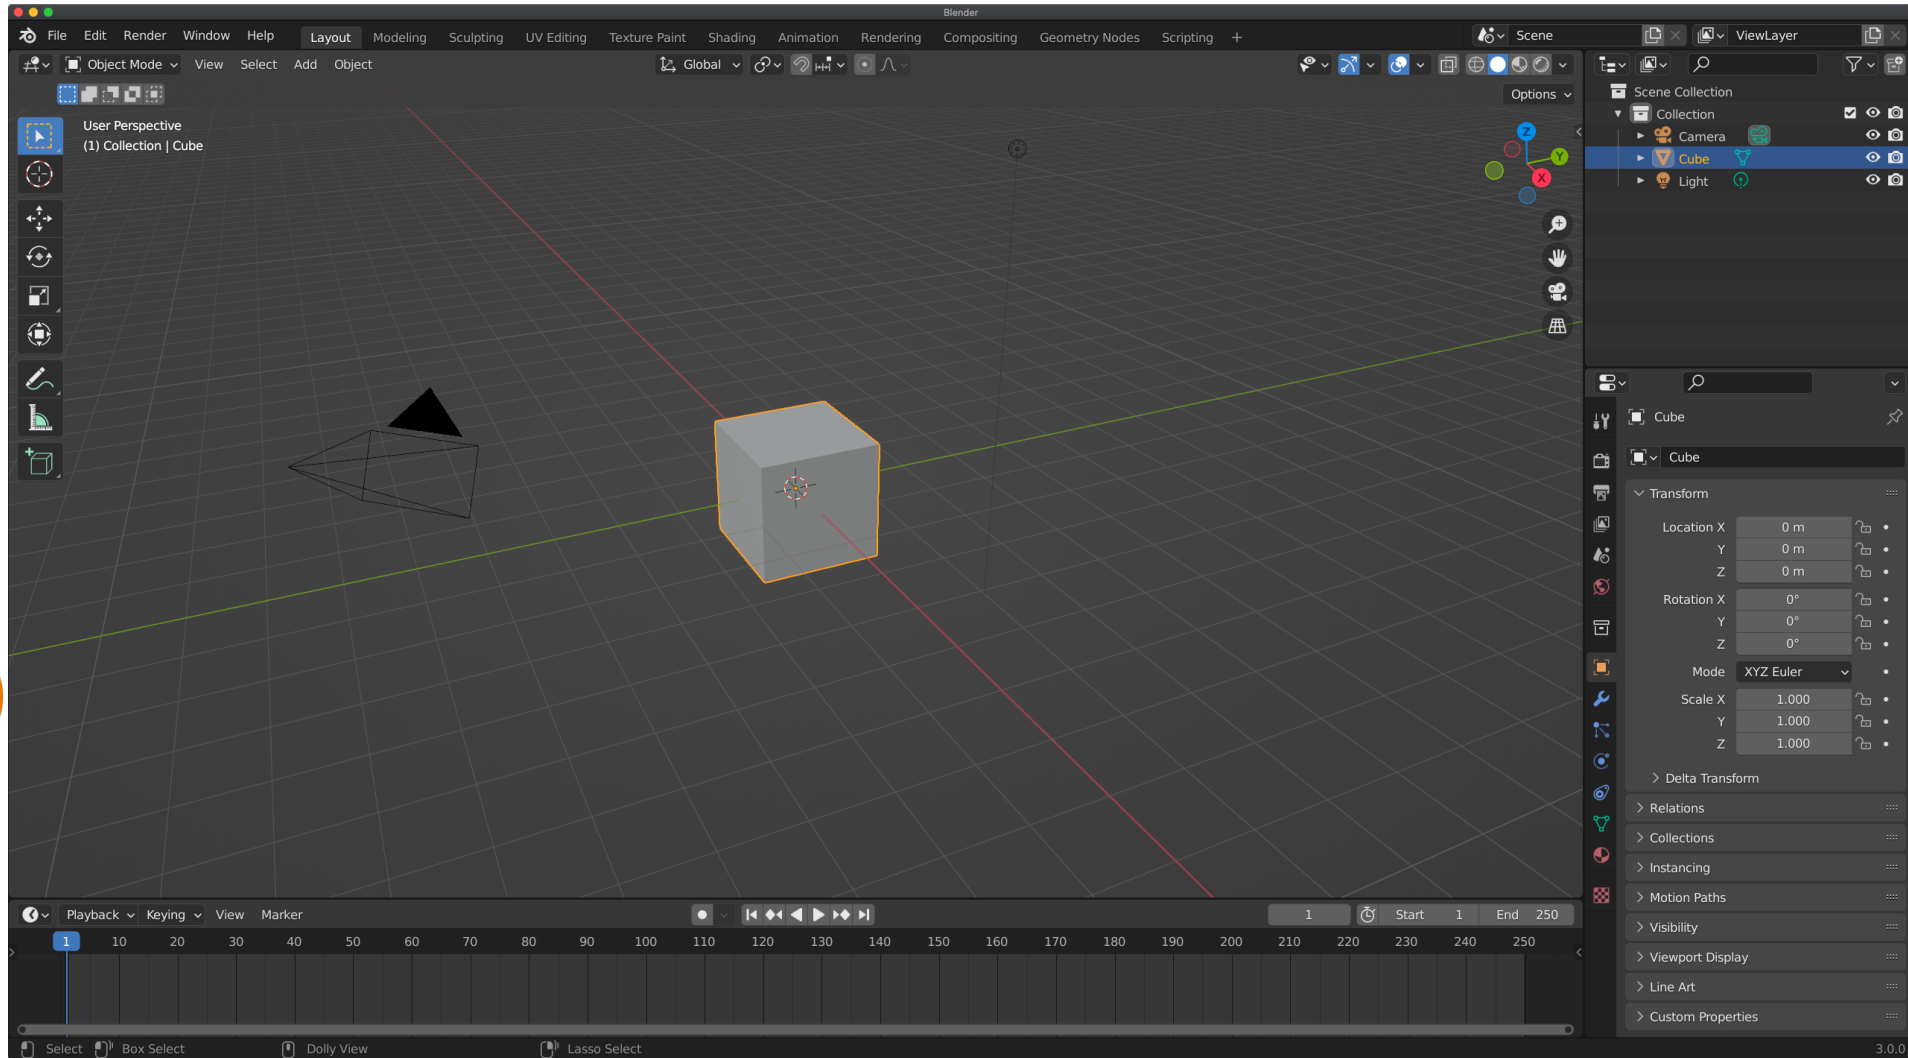 Blender
File Edit Render Window Help Layout Modeling Sculpting UV Editing Texture Paint Shading Animation Rendering Compositing Geometry Nodes Scripting + Scene ViewLayer
Object Mode View Select Add Object Global
Options
User Perspective
(1) Collection | Cube
Z
Y
X
Scene Collection
Collection
Camera
Cube
Light
Cube
Cube
Transform
Location X 0 m
Y 0 m
Z 0 m
Rotation X 0°
Y 0°
Z 0°
Mode XYZ Euler
Scale X 1.000
Y 1.000
Z 1.000
Delta Transform
Relations
Collections
Instancing
Motion Paths
Visibility
Viewport Display
Line Art
Custom Properties
Playback Keying View Marker 1 Start 1 End 250
1 10 20 30 40 50 60 70 80 90 100 110 120 130 140 150 160 170 180 190 200 210 220 230 240 250
Select Box Select Dolly View Lasso Select 3.0.0